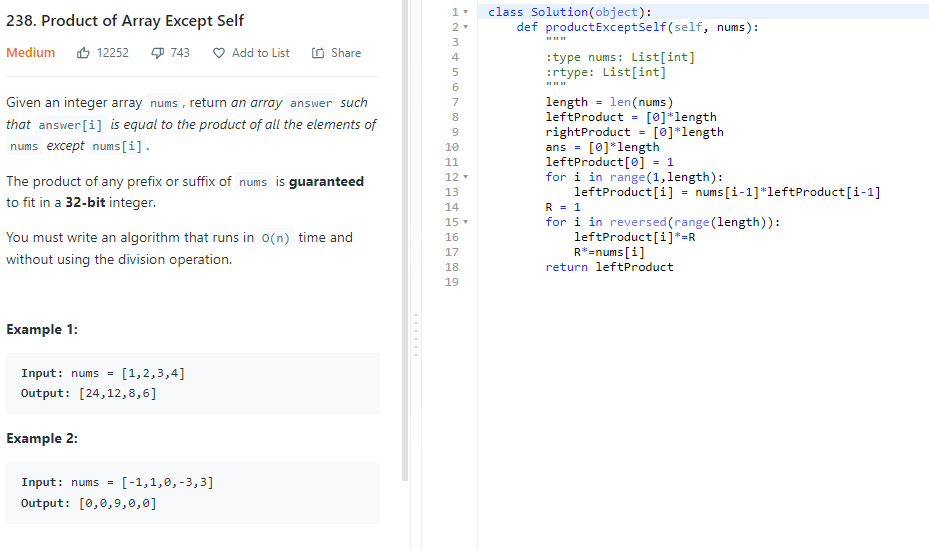 238. Product of Array Except Self
Medium 12252 743 Add to List Share
Given an integer array nums , return an array answer such
that answer[i] is equal to the product of all the elements of
nums except nums[i] .
The product of any prefix or suffix of nums is guaranteed
to fit in a 32-bit integer.
You must write an algorithm that runs in O(n) time and
without using the division operation.
Example 1:
Input: nums = [1,2,3,4]
Output: [24,12,8,6]
Example 2:
Input: nums = [-1,1,0,-3,3]
Output: [0,0,9,0,0]
1 class Solution(object):
2 def productExceptSelf(self, nums):
3 """
4 :type nums: List[int]
5 :rtype: List[int]
6 """
7 length = len(nums)
8 leftProduct = [0]*length
9 rightProduct = [0]*length
10 ans = [0]*length
11 leftProduct[0] = 1
12 for i in range(1,length):
13 leftProduct[i] = nums[i-1]*leftProduct[i-1]
14 R = 1
15 for i in reversed(range(length)):
16 leftProduct[i]*=R
17 R*=nums[i]
18 return leftProduct
19